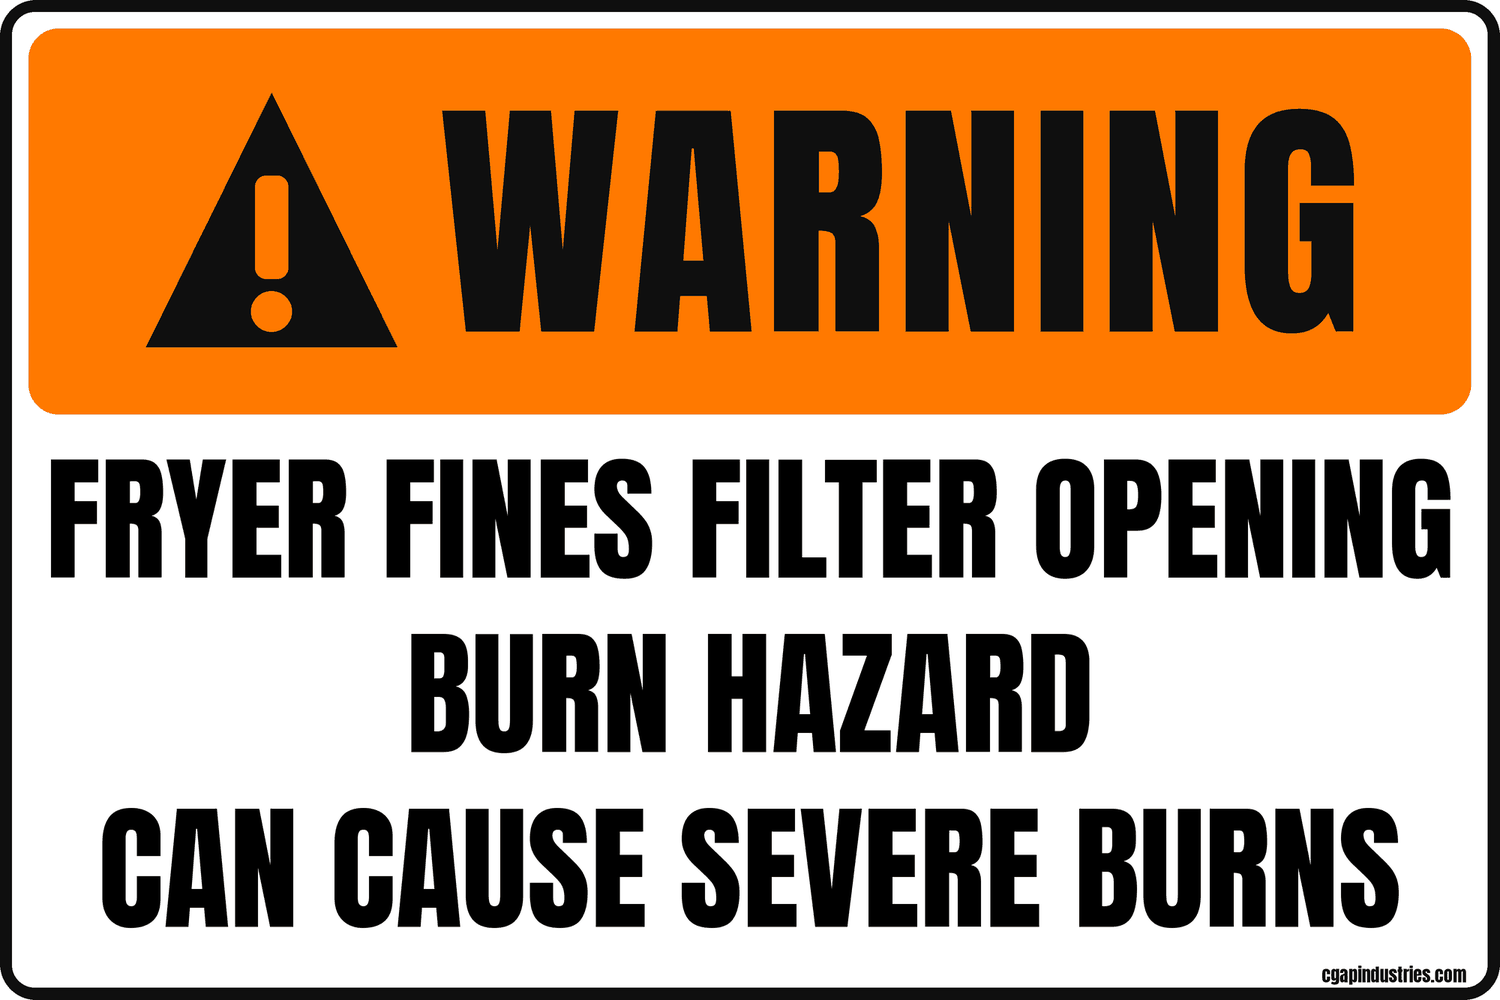 WARNING
FRYER FINES FILTER OPENING
BURN HAZARD
CAN CAUSE SEVERE BURNS
cgapindustries.com